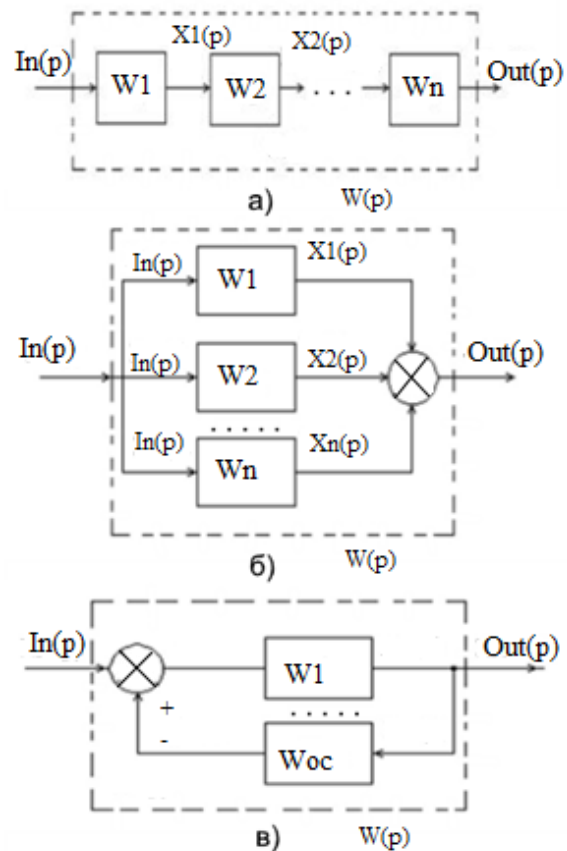 X1(p) X2(p)
In(p) W1 W2 . . . Wn Out(p)
а) W(p)
In(p) W1 X1(p)
In(p) In(p) W2 X2(p) Out(p)
. . . . .
In(p) Wn Xn(p)
б) W(p)
In(p) W1 Out(p)
+ . . . . .
- Woc
в) W(p)